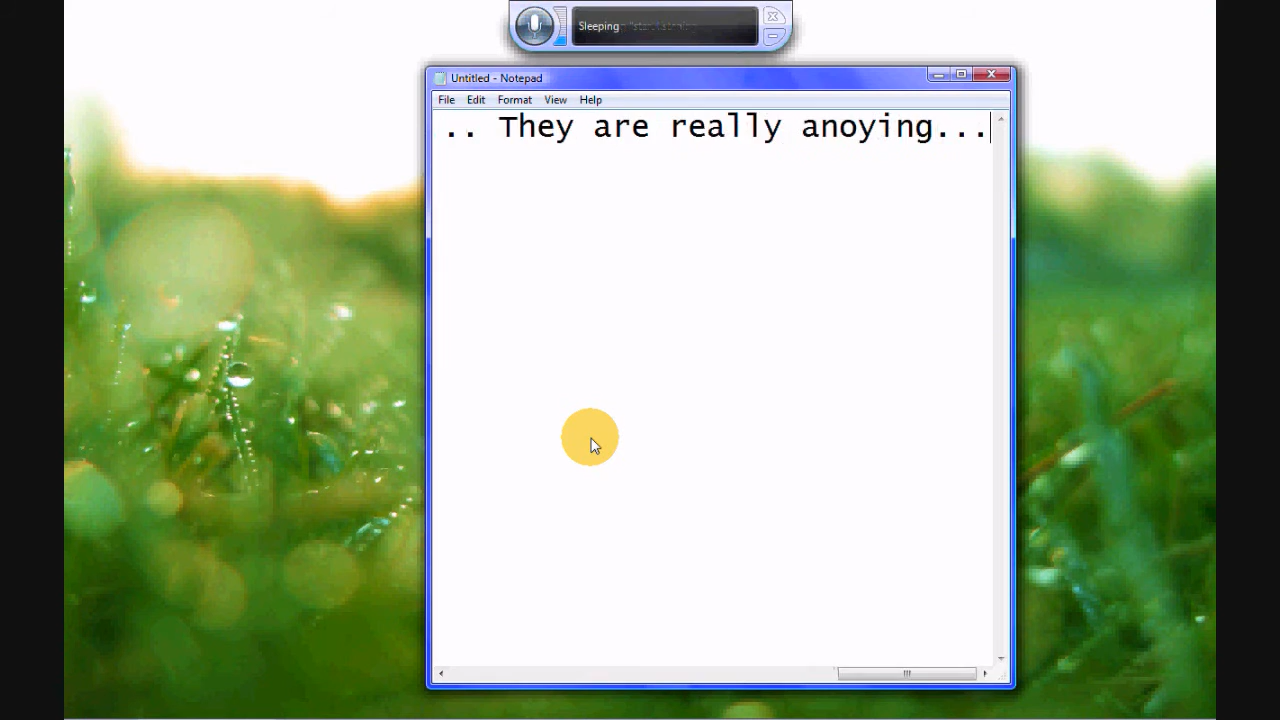 Sleeping
Untitled - Notepad
File Edit Format View Help
.. They are really anoying...